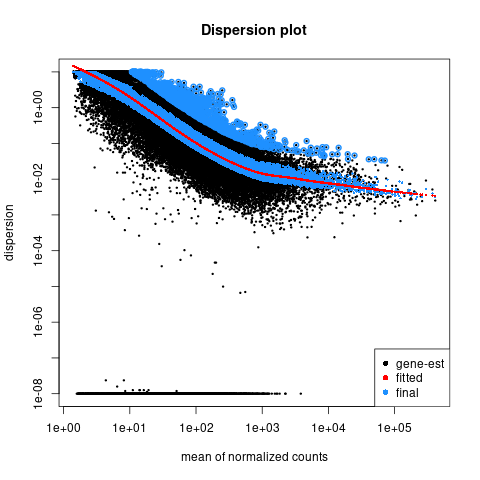 Dispersion plot
dispersion
1e+00
1e-02
1e-04
1e-06
1e-08
gene-est
fitted
final
1e+00 1e+01 1e+02 1e+03 1e+04 1e+05
mean of normalized counts